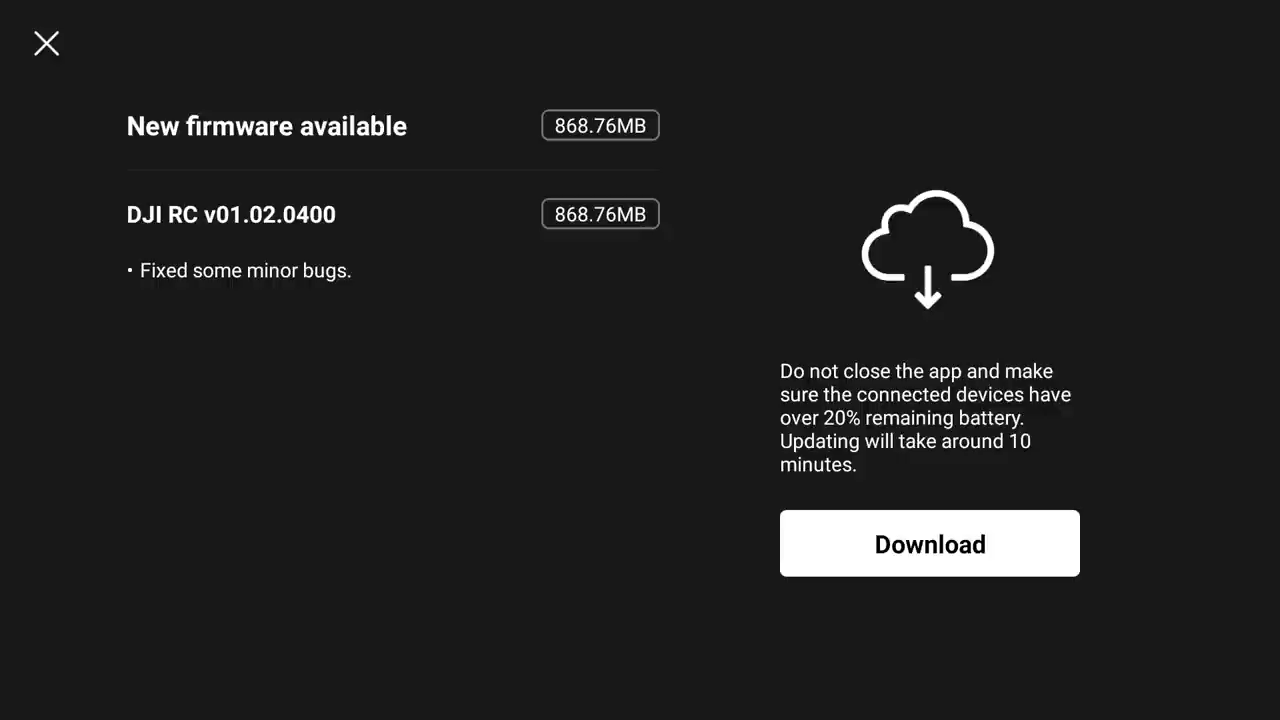 New firmware available 868.76MB
DJI RC v01.02.0400 868.76MB
• Fixed some minor bugs.
Do not close the app and make
sure the connected devices have
over 20% remaining battery.
Updating will take around 10
minutes.
Download